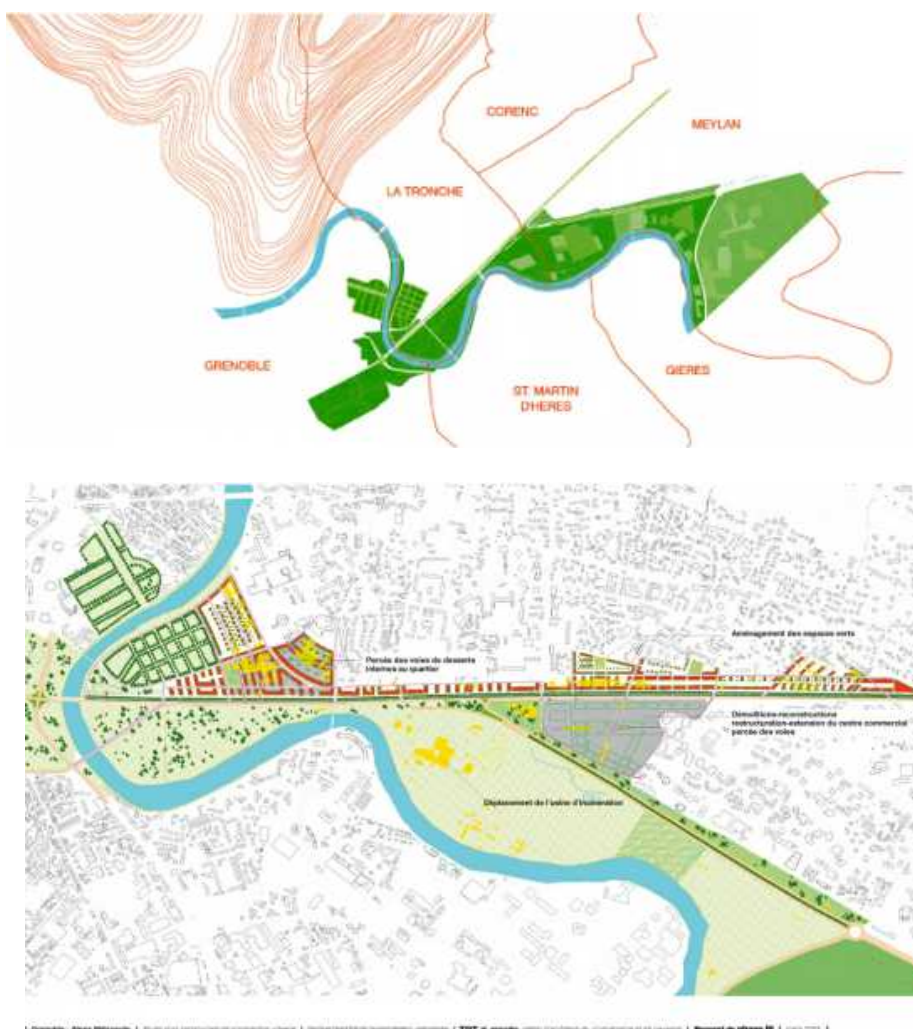 CORENC
MEYLAN
LA TRONCHE
GRENOBLE
GIERES
ST. MARTIN
D'HERES
Aménagement des espaces verts
Percée des voies de desserte
internes au quartier
Démolitions-reconstructions
restructuration-extension du centre commercial
percée des voies
Déplacement de l'usine d'incinération